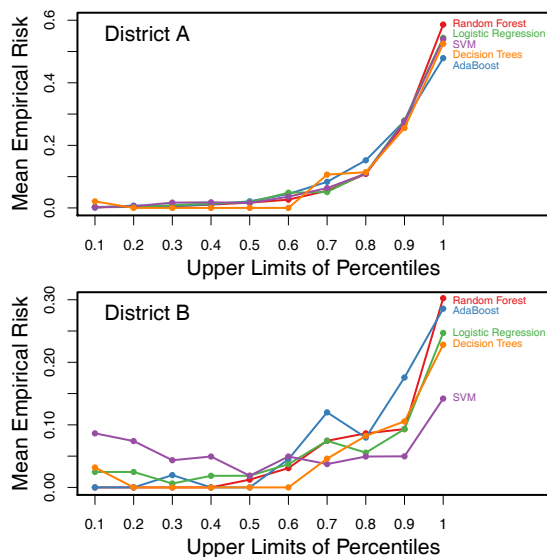 District A
Mean Empirical Risk
0.6
0.4
0.2
0.0
Random Forest
Logistic Regression
SVM
Decision Trees
AdaBoost
0.1 0.2 0.3 0.4 0.5 0.6 0.7 0.8 0.9 1
Upper Limits of Percentiles
District B
Mean Empirical Risk
0.30
0.20
0.10
0.00
Random Forest
AdaBoost
Logistic Regression
Decision Trees
SVM
0.1 0.2 0.3 0.4 0.5 0.6 0.7 0.8 0.9 1
Upper Limits of Percentiles